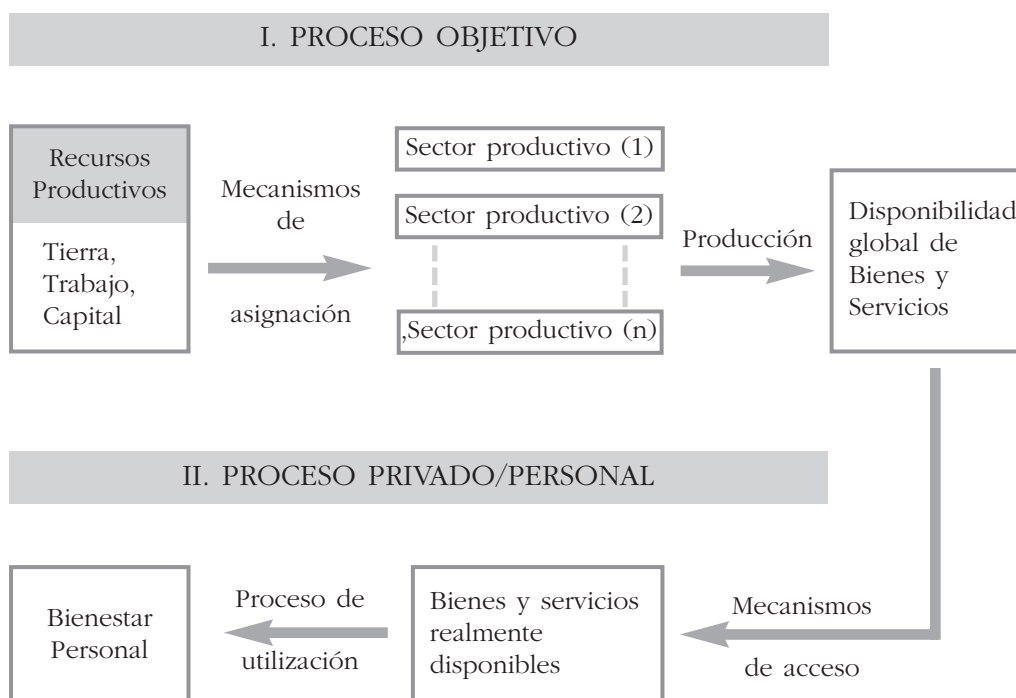 I. PROCESO OBJETIVO
Recursos
Productivos
Tierra,
Trabajo,
Capital
Mecanismos
de
asignación
Sector productivo (1)
Sector productivo (2)
,Sector productivo (n)
Producción
Disponibilidad
global de
Bienes y
Servicios
II. PROCESO PRIVADO/PERSONAL
Bienestar
Personal
Proceso de
utilización
Bienes y servicios
realmente
disponibles
Mecanismos
de acceso